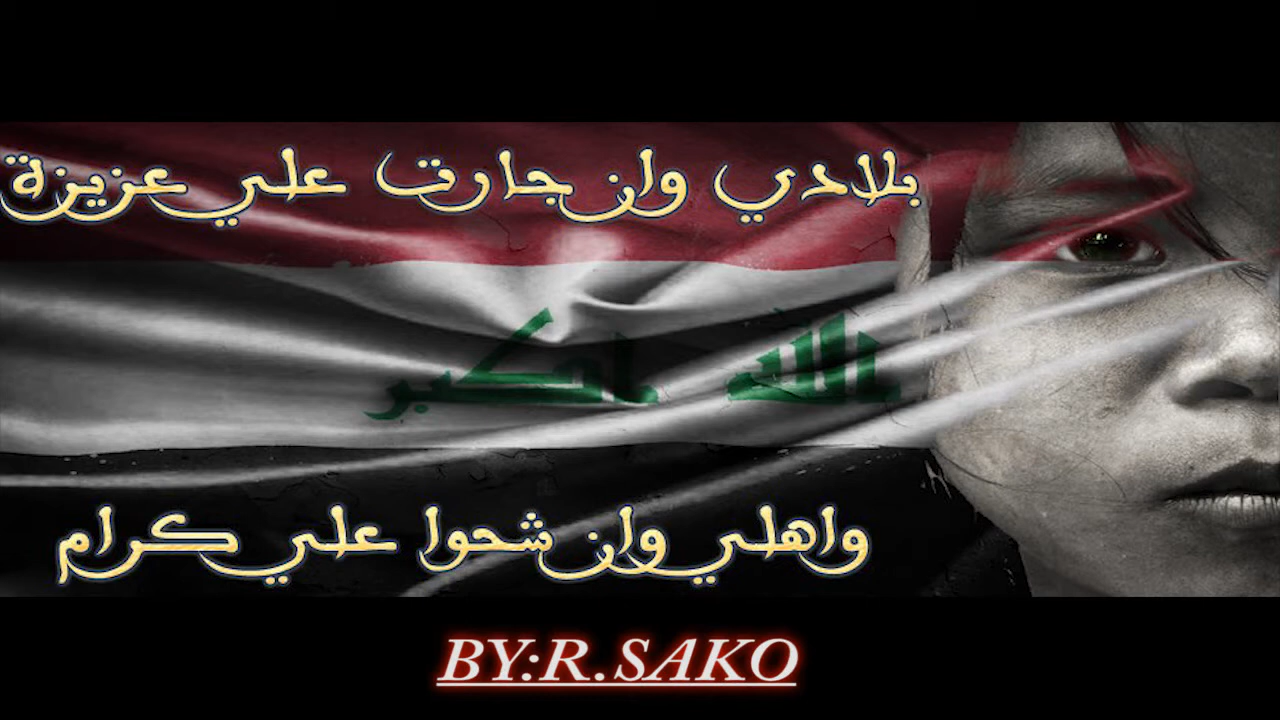 بلادي وان جارت علي عزيزة
الله اكبر
واهلي وان شحوا علي كرام
BY:R.SAKO